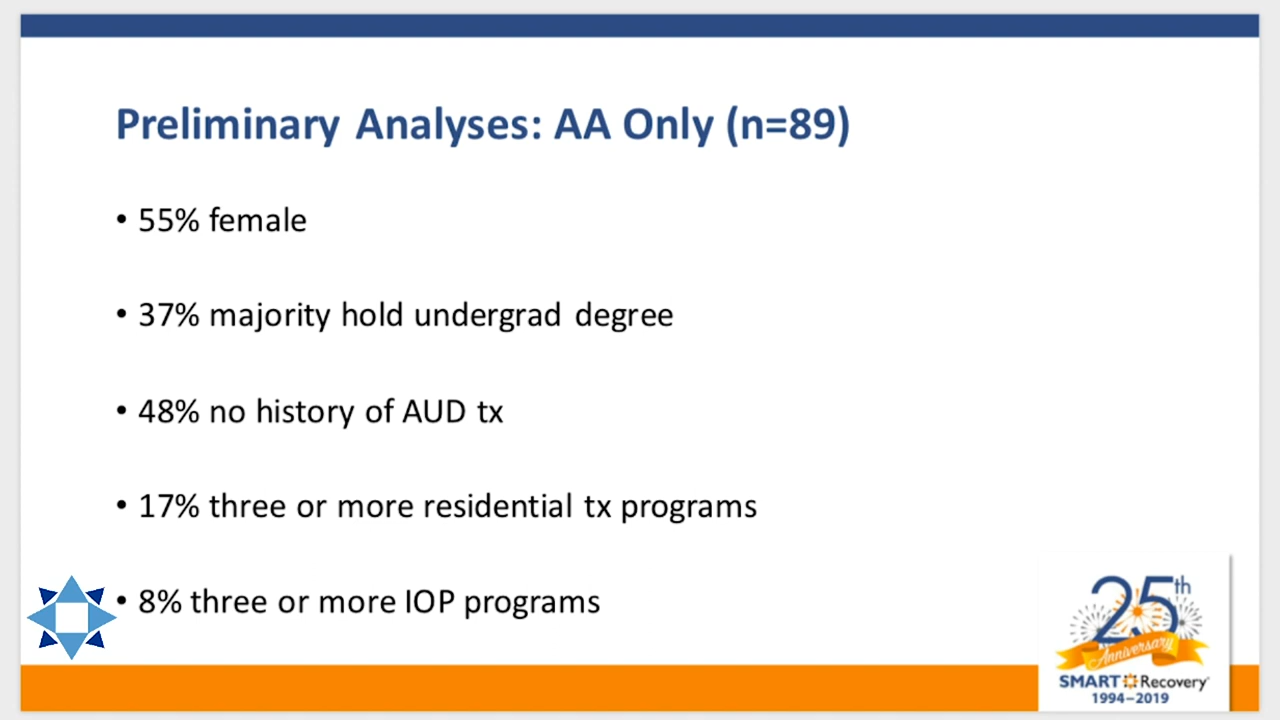 Preliminary Analyses: AA Only (n=89)
• 55% female
• 37% majority hold undergrad degree
• 48% no history of AUD tx
• 17% three or more residential tx programs
• 8% three or more IOP programs
25th
Anniversary
SMART Recovery
1994–2019